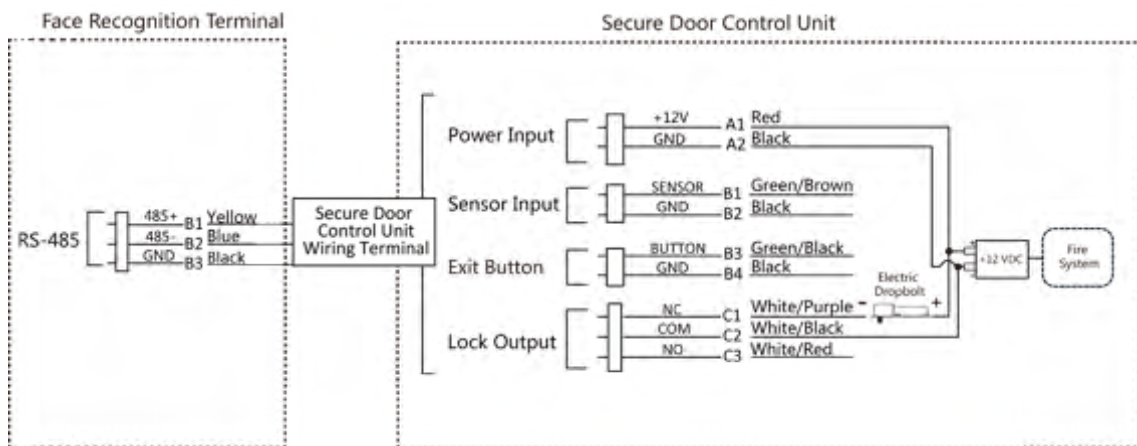 Face Recognition Terminal
Secure Door Control Unit
RS-485
485+ B1 Yellow
485- B2 Blue
GND B3 Black
Secure Door
Control Unit
Wiring Terminal
Power Input
+12V A1 Red
GND A2 Black
Sensor Input
SENSOR B1 Green/Brown
GND B2 Black
Exit Button
BUTTON B3 Green/Black
GND B4 Black
Lock Output
NC C1 White/Purple
COM C2 White/Black
NO C3 White/Red
Electric
Dropbolt
- +
+12 VDC
Fire
System